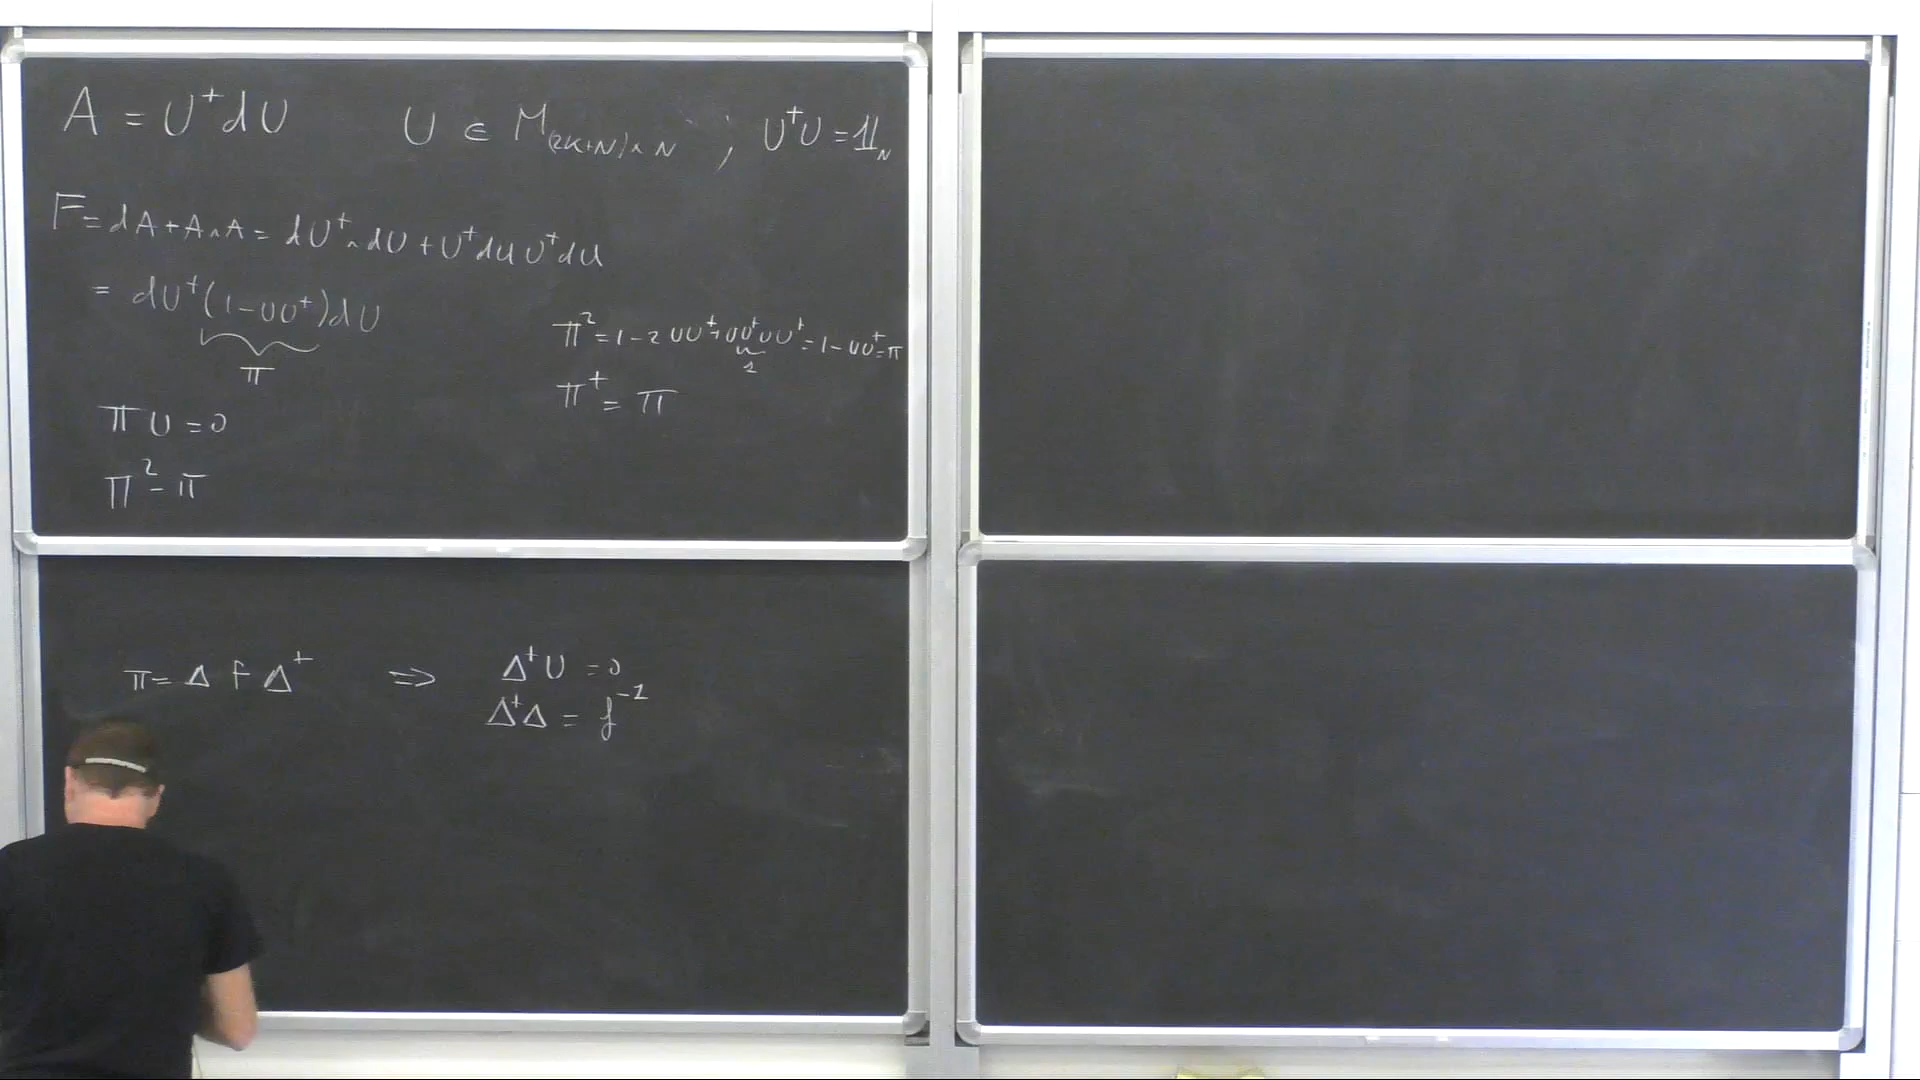 A = U⁺dU    U ∈ M₍₂ₖ₊ₙ₎ₓₙ ; U⁺U = 𝟙_N
F = dA + A∧A = dU⁺∧dU + U⁺dU U⁺dU
= dU⁺(1-UU⁺)dU
π
π² = 1-2UU⁺+UU⁺UU⁺ = 1-UU⁺ = π
1
π⁺ = π
πU = 0
π² = π
π = Δ f Δ⁺ ⇒ Δ⁺U = 0
Δ⁺Δ = f⁻¹